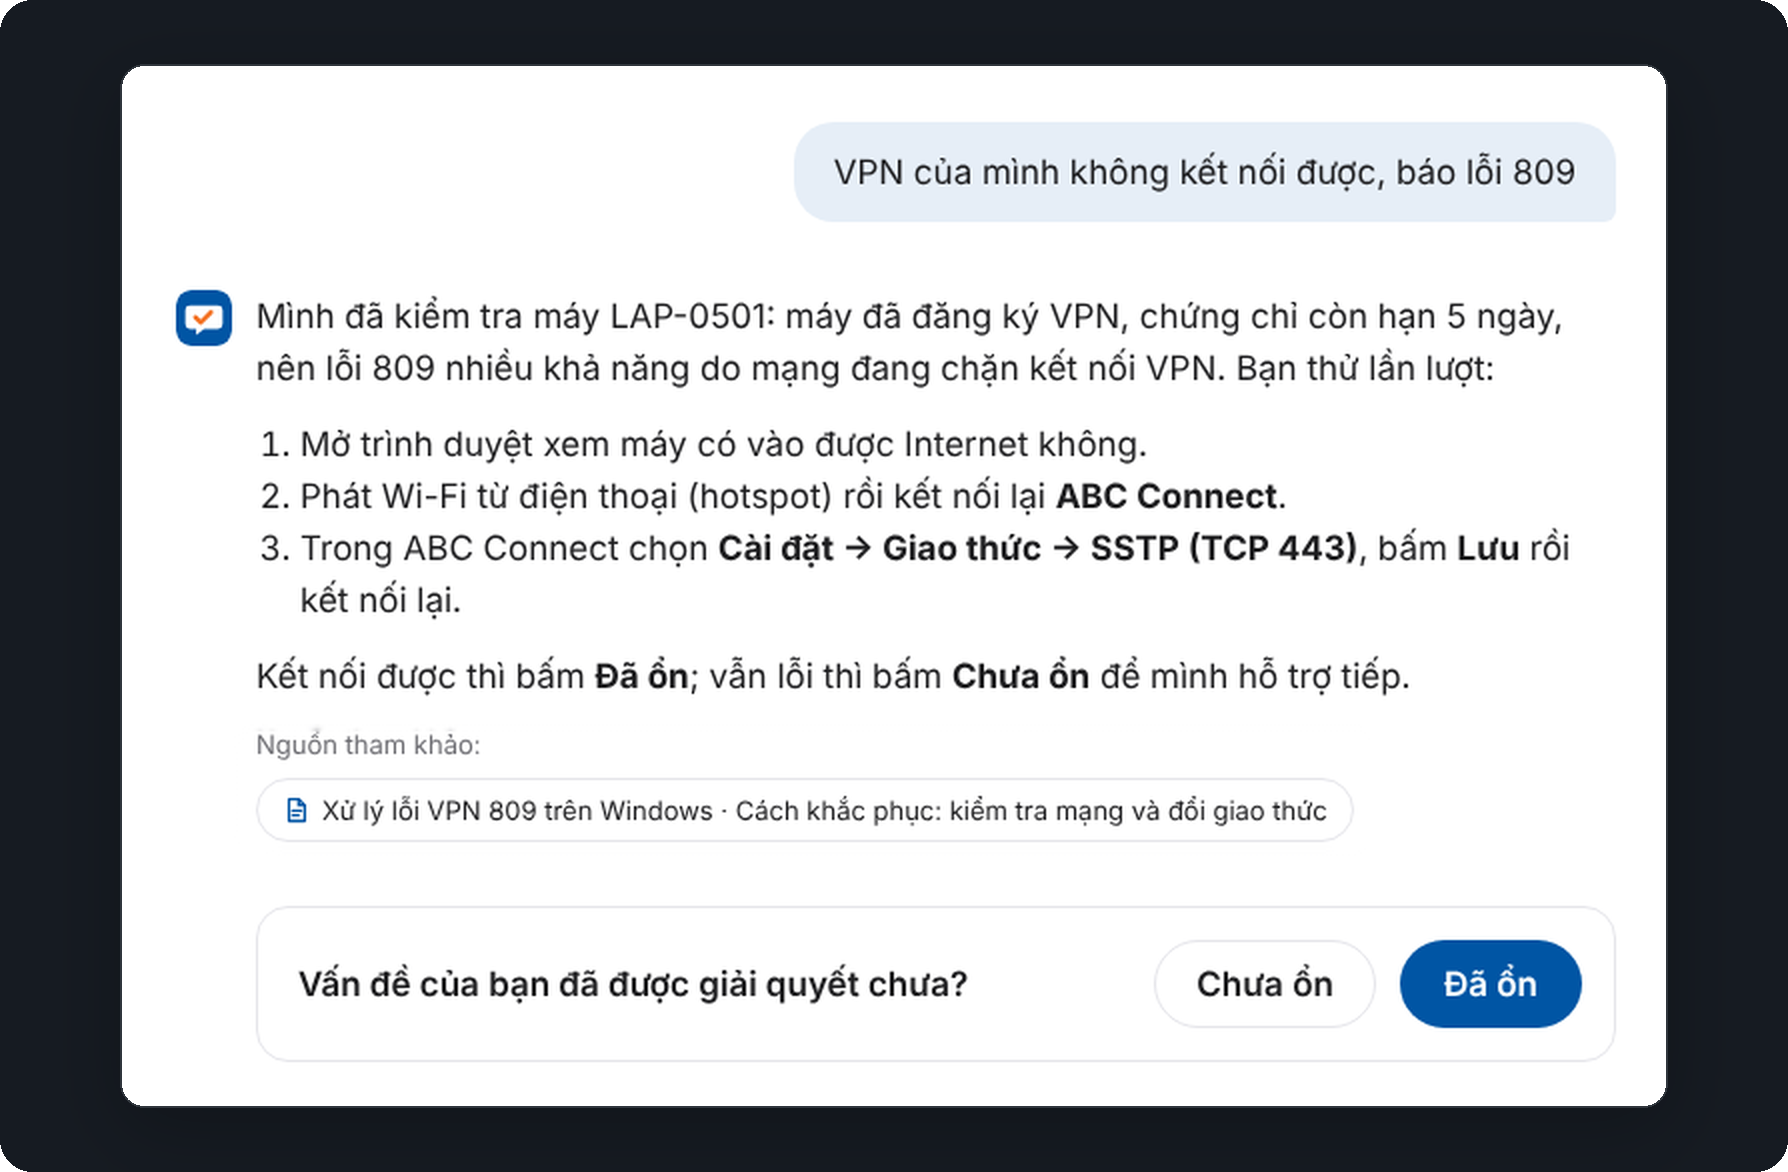 VPN của mình không kết nối được, báo lỗi 809
Mình đã kiểm tra máy LAP-0501: máy đã đăng ký VPN, chứng chỉ còn hạn 5 ngày,
nên lỗi 809 nhiều khả năng do mạng đang chặn kết nối VPN. Bạn thử lần lượt:
1. Mở trình duyệt xem máy có vào được Internet không.
2. Phát Wi-Fi từ điện thoại (hotspot) rồi kết nối lại ABC Connect.
3. Trong ABC Connect chọn Cài đặt → Giao thức → SSTP (TCP 443), bấm Lưu rồi
kết nối lại.
Kết nối được thì bấm Đã ổn; vẫn lỗi thì bấm Chưa ổn để mình hỗ trợ tiếp.
Nguồn tham khảo:
Xử lý lỗi VPN 809 trên Windows · Cách khắc phục: kiểm tra mạng và đổi giao thức
Vấn đề của bạn đã được giải quyết chưa?
Chưa ổn
Đã ổn